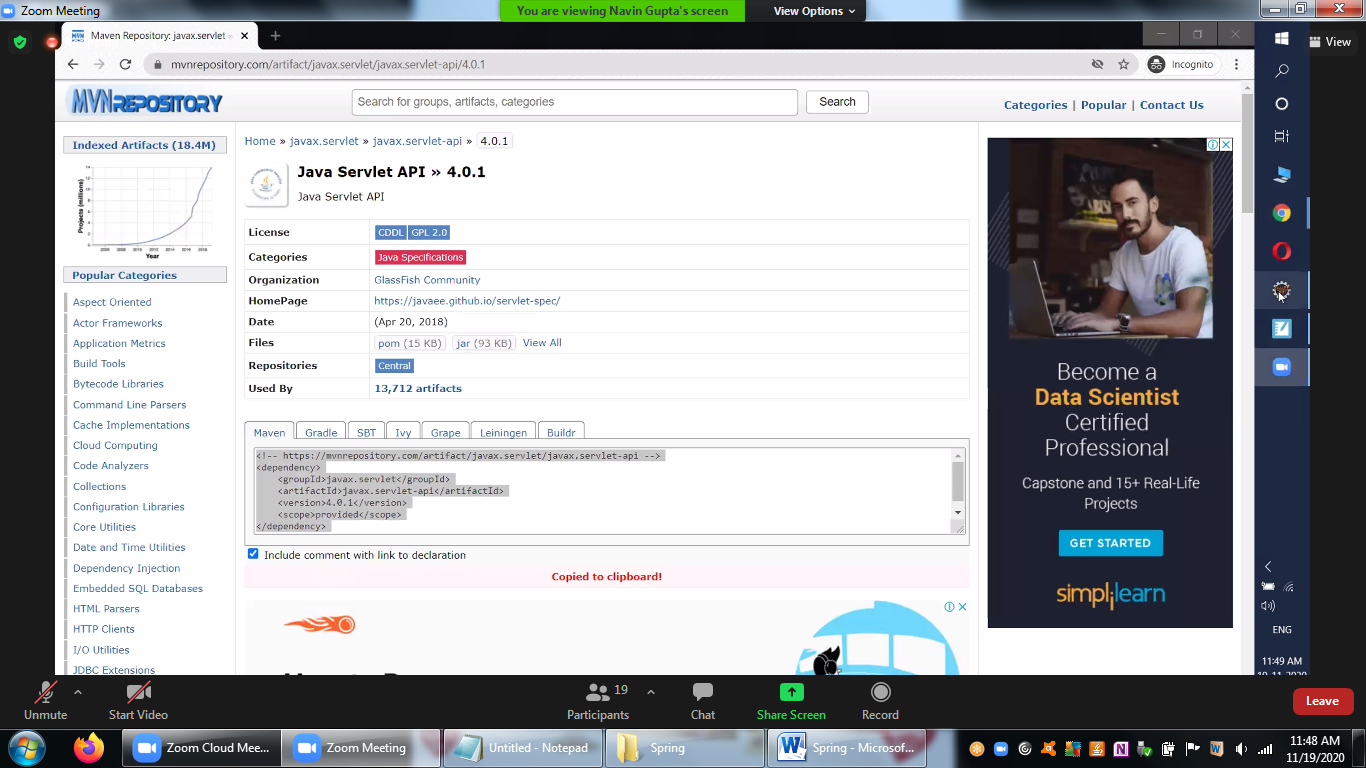 Zoom Meeting
You are viewing Navin Gupta's screen
View Options
Maven Repository: javax.servlet
View
mvnrepository.com/artifact/javax.servlet/javax.servlet-api/4.0.1
Incognito
MVNREPOSITORY
Search for groups, artifacts, categories
Search
Categories | Popular | Contact Us
Indexed Artifacts (18.4M)
Projects (millions)
Year
Popular Categories
Aspect Oriented
Actor Frameworks
Application Metrics
Build Tools
Bytecode Libraries
Command Line Parsers
Cache Implementations
Cloud Computing
Code Analyzers
Collections
Configuration Libraries
Core Utilities
Date and Time Utilities
Dependency Injection
Embedded SQL Databases
HTML Parsers
HTTP Clients
I/O Utilities
JDBC Extensions
Home » javax.servlet » javax.servlet-api » 4.0.1
Java Servlet API » 4.0.1
Java Servlet API
License CDDL GPL 2.0
Categories Java Specifications
Organization GlassFish Community
HomePage https://javaee.github.io/servlet-spec/
Date (Apr 20, 2018)
Files pom (15 KB) jar (93 KB) View All
Repositories Central
Used By 13,712 artifacts
Maven Gradle SBT Ivy Grape Leiningen Buildr
<!-- https://mvnrepository.com/artifact/javax.servlet/javax.servlet-api -->
<dependency>
<groupId>javax.servlet</groupId>
<artifactId>javax.servlet-api</artifactId>
<version>4.0.1</version>
<scope>provided</scope>
</dependency>
Include comment with link to declaration
Copied to clipboard!
Become a
Data Scientist
Certified
Professional
Capstone and 15+ Real-Life
Projects
GET STARTED
simplilearn
ENG
11:49 AM
Unmute
Start Video
Participants 19
Chat
Share Screen
Record
Leave
Zoom Cloud Mee...
Zoom Meeting
Untitled - Notepad
Spring
Spring - Microsof...
11:48 AM
11/19/2020